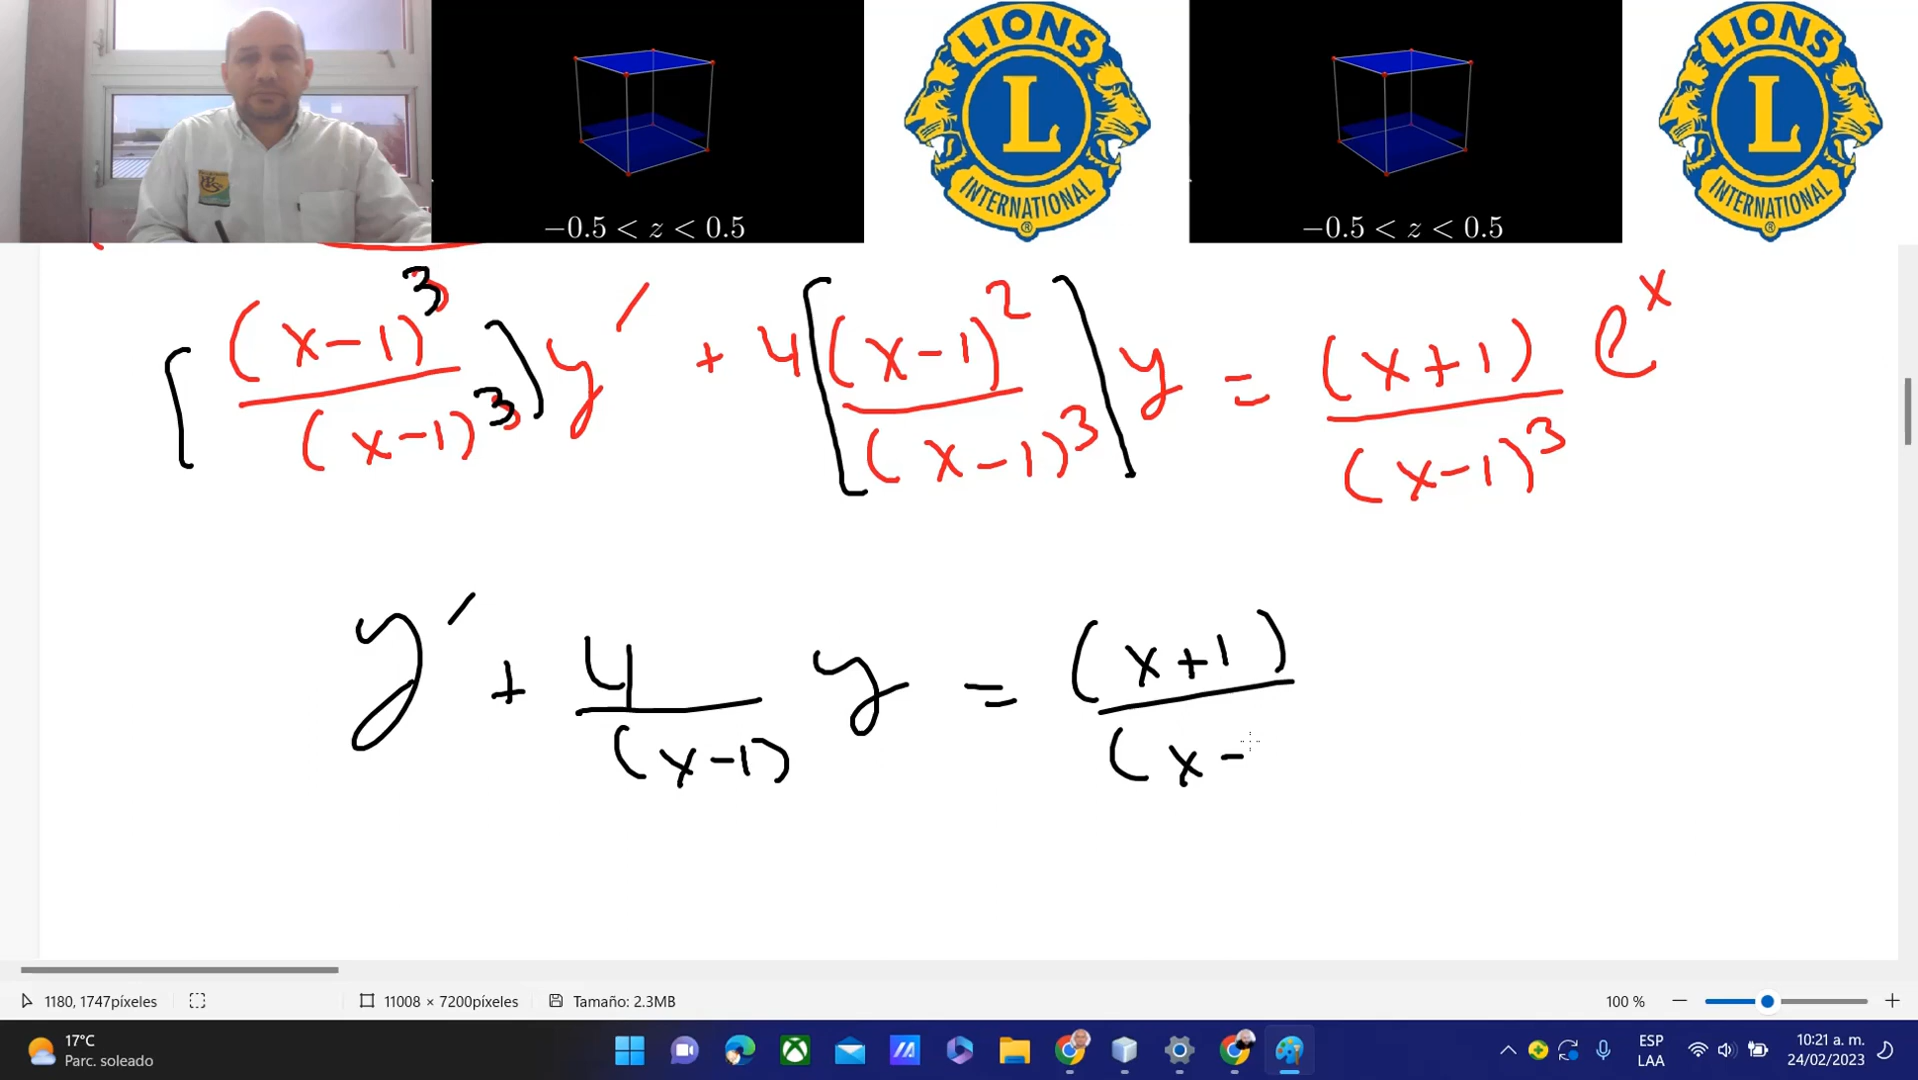 −0.5 < z < 0.5
LIONS
L
INTERNATIONAL
®
−0.5 < z < 0.5
LIONS
L
INTERNATIONAL
®
[(x-1)^3/(x-1)^3] y' + 4[(x-1)^2/(x-1)^3] y = (x+1)/(x-1)^3 e^x
y' + 4/(x-1) y = (x+1)/(x-
1180, 1747píxeles
11008 × 7200píxeles
Tamaño: 2.3MB
100 %
17°C
Parc. soleado
ESP
LAA
10:21 a. m.
24/02/2023